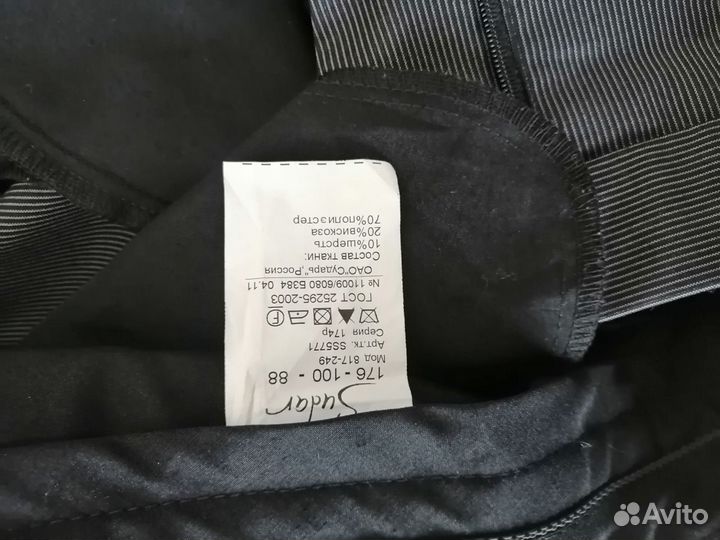 Sudar
176 - 100 - 88
Мод 817-249
Арт.тк. SS5771
Серия 174р
F
ГОСТ 25295-2003
№ 11009/6080 5384 04.11
ОАО"Сударь",Россия
Состав ткани:
10%шерсть
20%вискоза
70%полиэстер
Avito